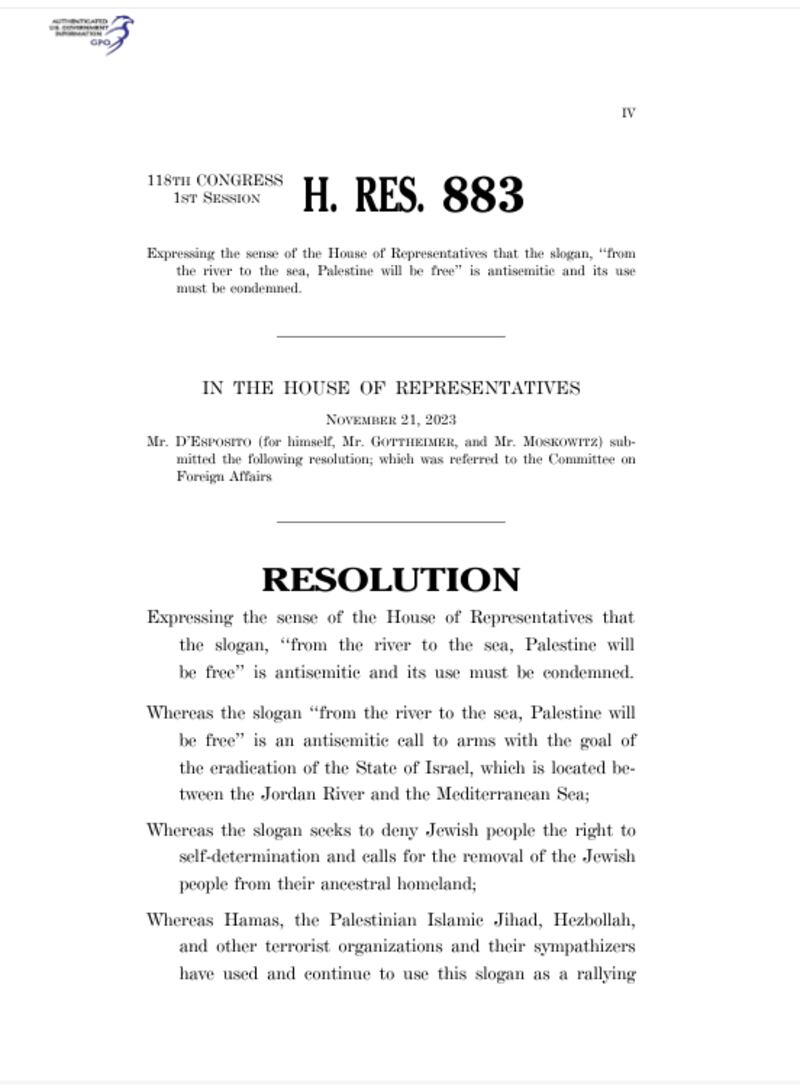 AUTHENTICATED
U.S. GOVERNMENT
INFORMATION
GPO
IV
118TH CONGRESS
1ST SESSION
H. RES. 883
Expressing the sense of the House of Representatives that the slogan, ‘‘from
the river to the sea, Palestine will be free’’ is antisemitic and its use
must be condemned.
IN THE HOUSE OF REPRESENTATIVES
NOVEMBER 21, 2023
Mr. D’ESPOSITO (for himself, Mr. GOTTHEIMER, and Mr. MOSKOWITZ) sub-
mitted the following resolution; which was referred to the Committee on
Foreign Affairs
RESOLUTION
Expressing the sense of the House of Representatives that
the slogan, ‘‘from the river to the sea, Palestine will
be free’’ is antisemitic and its use must be condemned.
Whereas the slogan ‘‘from the river to the sea, Palestine will
be free’’ is an antisemitic call to arms with the goal of
the eradication of the State of Israel, which is located be-
tween the Jordan River and the Mediterranean Sea;
Whereas the slogan seeks to deny Jewish people the right to
self-determination and calls for the removal of the Jewish
people from their ancestral homeland;
Whereas Hamas, the Palestinian Islamic Jihad, Hezbollah,
and other terrorist organizations and their sympathizers
have used and continue to use this slogan as a rallying